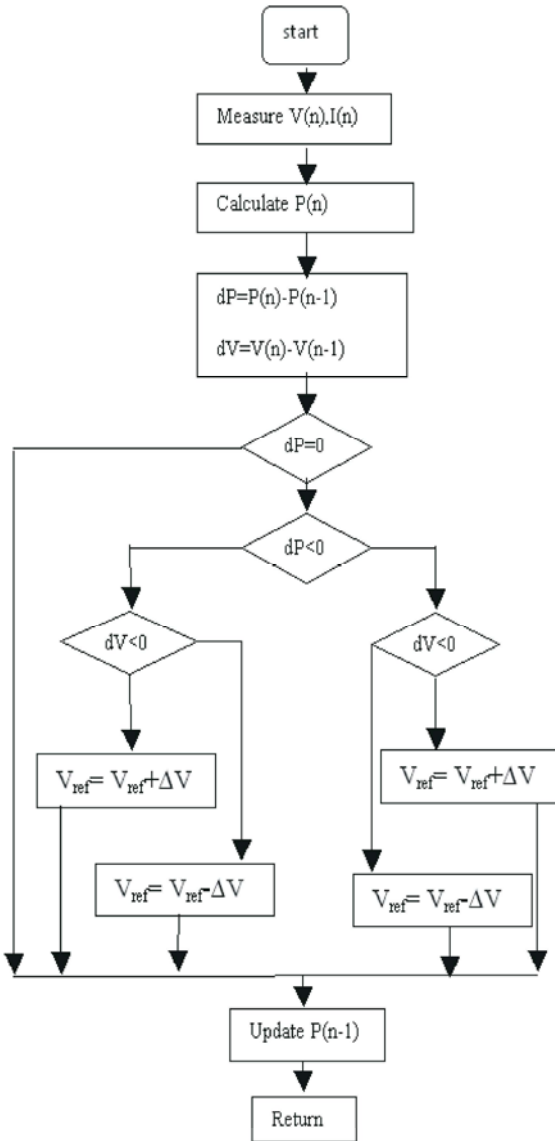 start
Measure V(n),I(n)
Calculate P(n)
dP=P(n)-P(n-1)
dV=V(n)-V(n-1)
dP=0
dP<0
dV<0
dV<0
Vref= Vref+ΔV
Vref= Vref+ΔV
Vref= Vref-ΔV
Vref= Vref-ΔV
Update P(n-1)
Return